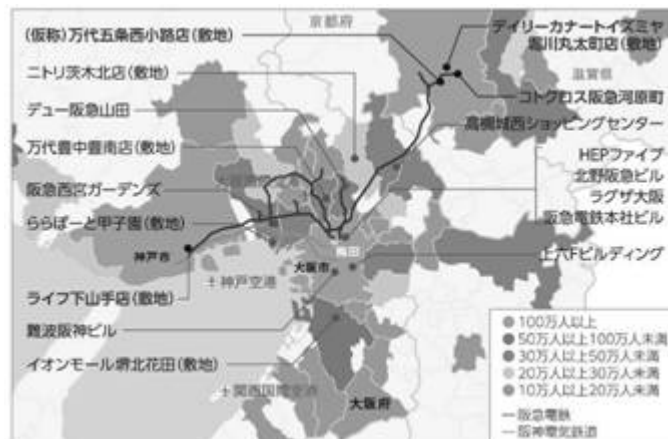 京都府
(仮称)万代五条西小路店(敷地)
デイリーカナートイズミヤ
堀川丸太町店(敷地)
滋賀県
ニトリ茨木北店(敷地)
コトクロス阪急河原町
デュー阪急山田
高槻城西ショッピングセンター
万代豊中豊南店(敷地)
HEPファイブ
北野阪急ビル
阪急西宮ガーデンズ
ラグザ大阪
阪急電鉄本社ビル
ららぽーと甲子園(敷地)
梅田
神戸市
大阪市
上六Fビルディング
神戸空港
ライフ下山手店(敷地)
難波阪神ビル
100万人以上
50万人以上100万人未満
イオンモール堺北花田(敷地)
30万人以上50万人未満
20万人以上30万人未満
関西国際空港
大阪府
10万人以上20万人未満
阪急電鉄
阪神電気鉄道